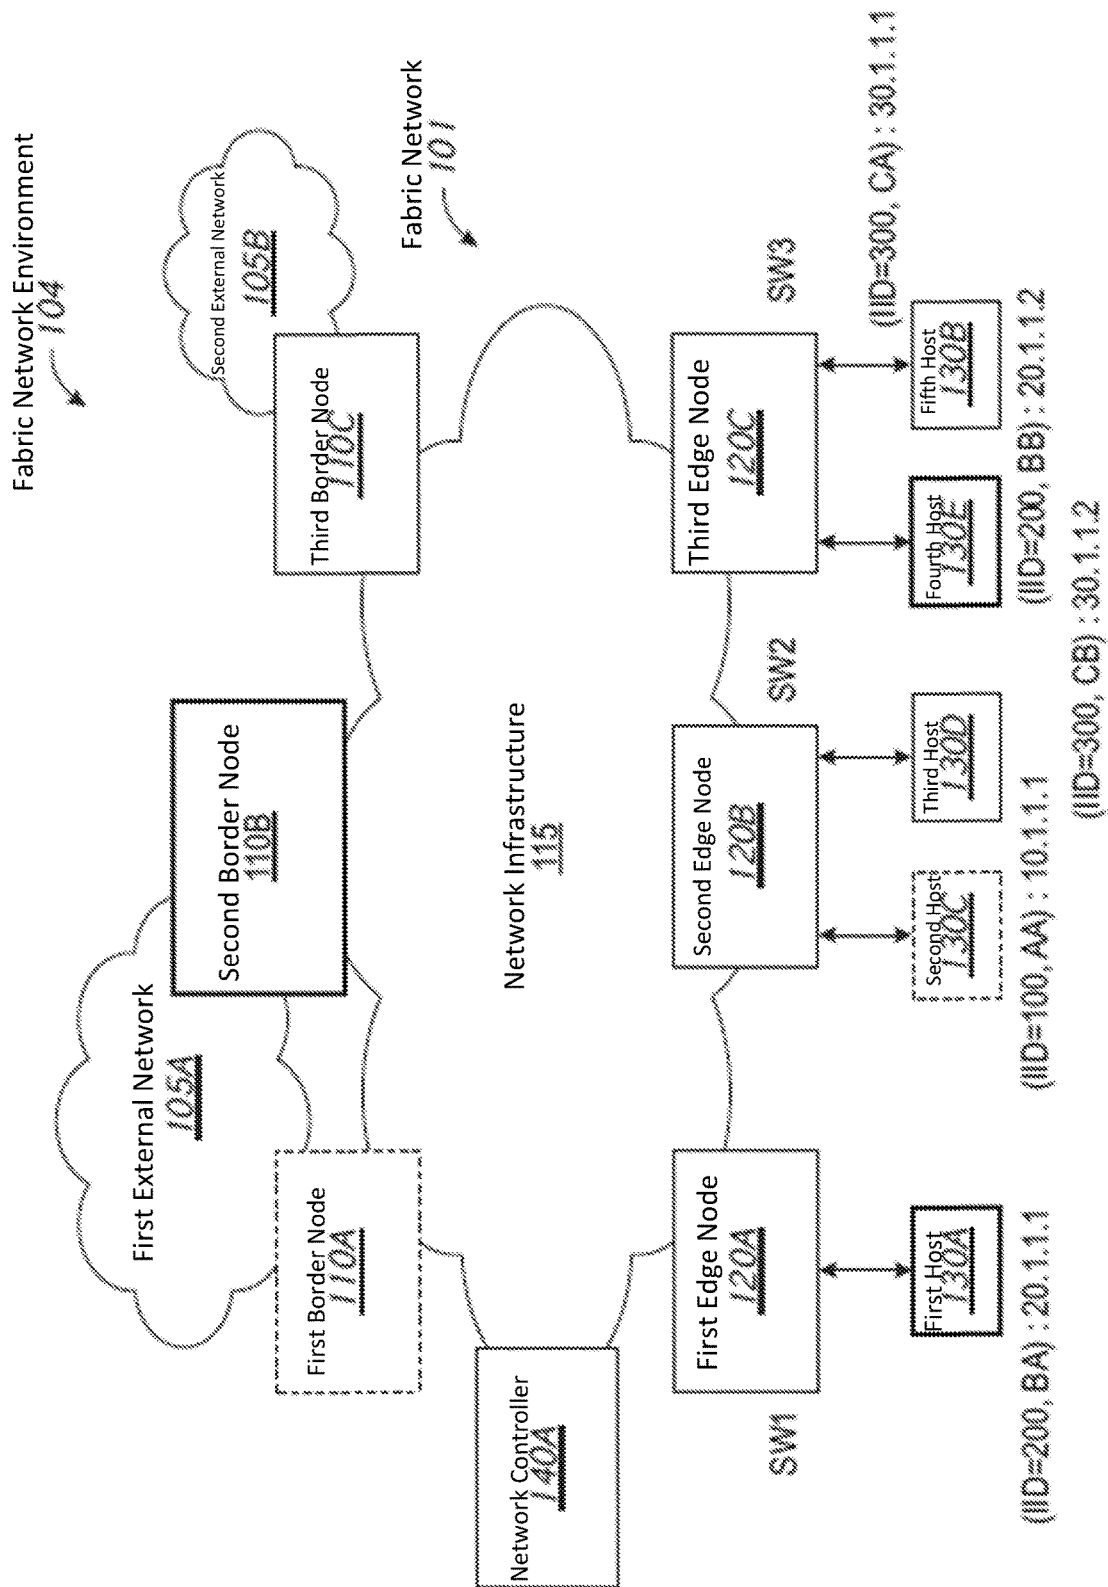 Fabric Network Environment
104
Fabric Network
101
First External Network
105A
Second External Network
105B
First Border Node
110A
Second Border Node
110B
Third Border Node
110C
Network Controller
140A
Network Infrastructure
115
First Edge Node
120A
SW1
Second Edge Node
120B
SW2
Third Edge Node
120C
SW3
First Host
130A
Second Host
130C
Third Host
130D
Fourth Host
130E
Fifth Host
130B
(IID=200, BA) : 20.1.1.1
(IID=100, AA) : 10.1.1.1
(IID=300, CB) : 30.1.1.2
(IID=200, BB) : 20.1.1.2
(IID=300, CA) : 30.1.1.1